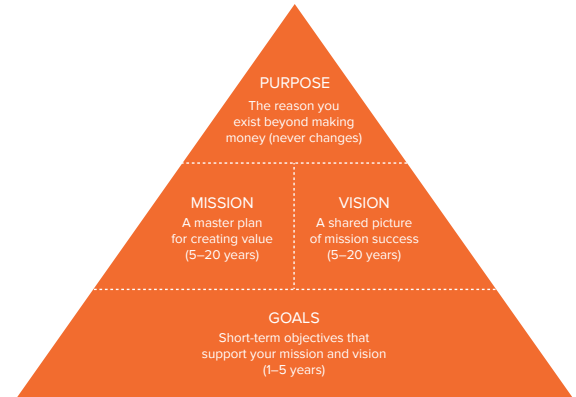 PURPOSE
The reason you
exist beyond making
money (never changes)
MISSION
A master plan
for creating value
(5–20 years)
VISION
A shared picture
of mission success
(5–20 years)
GOALS
Short-term objectives that
support your mission and vision
(1–5 years)